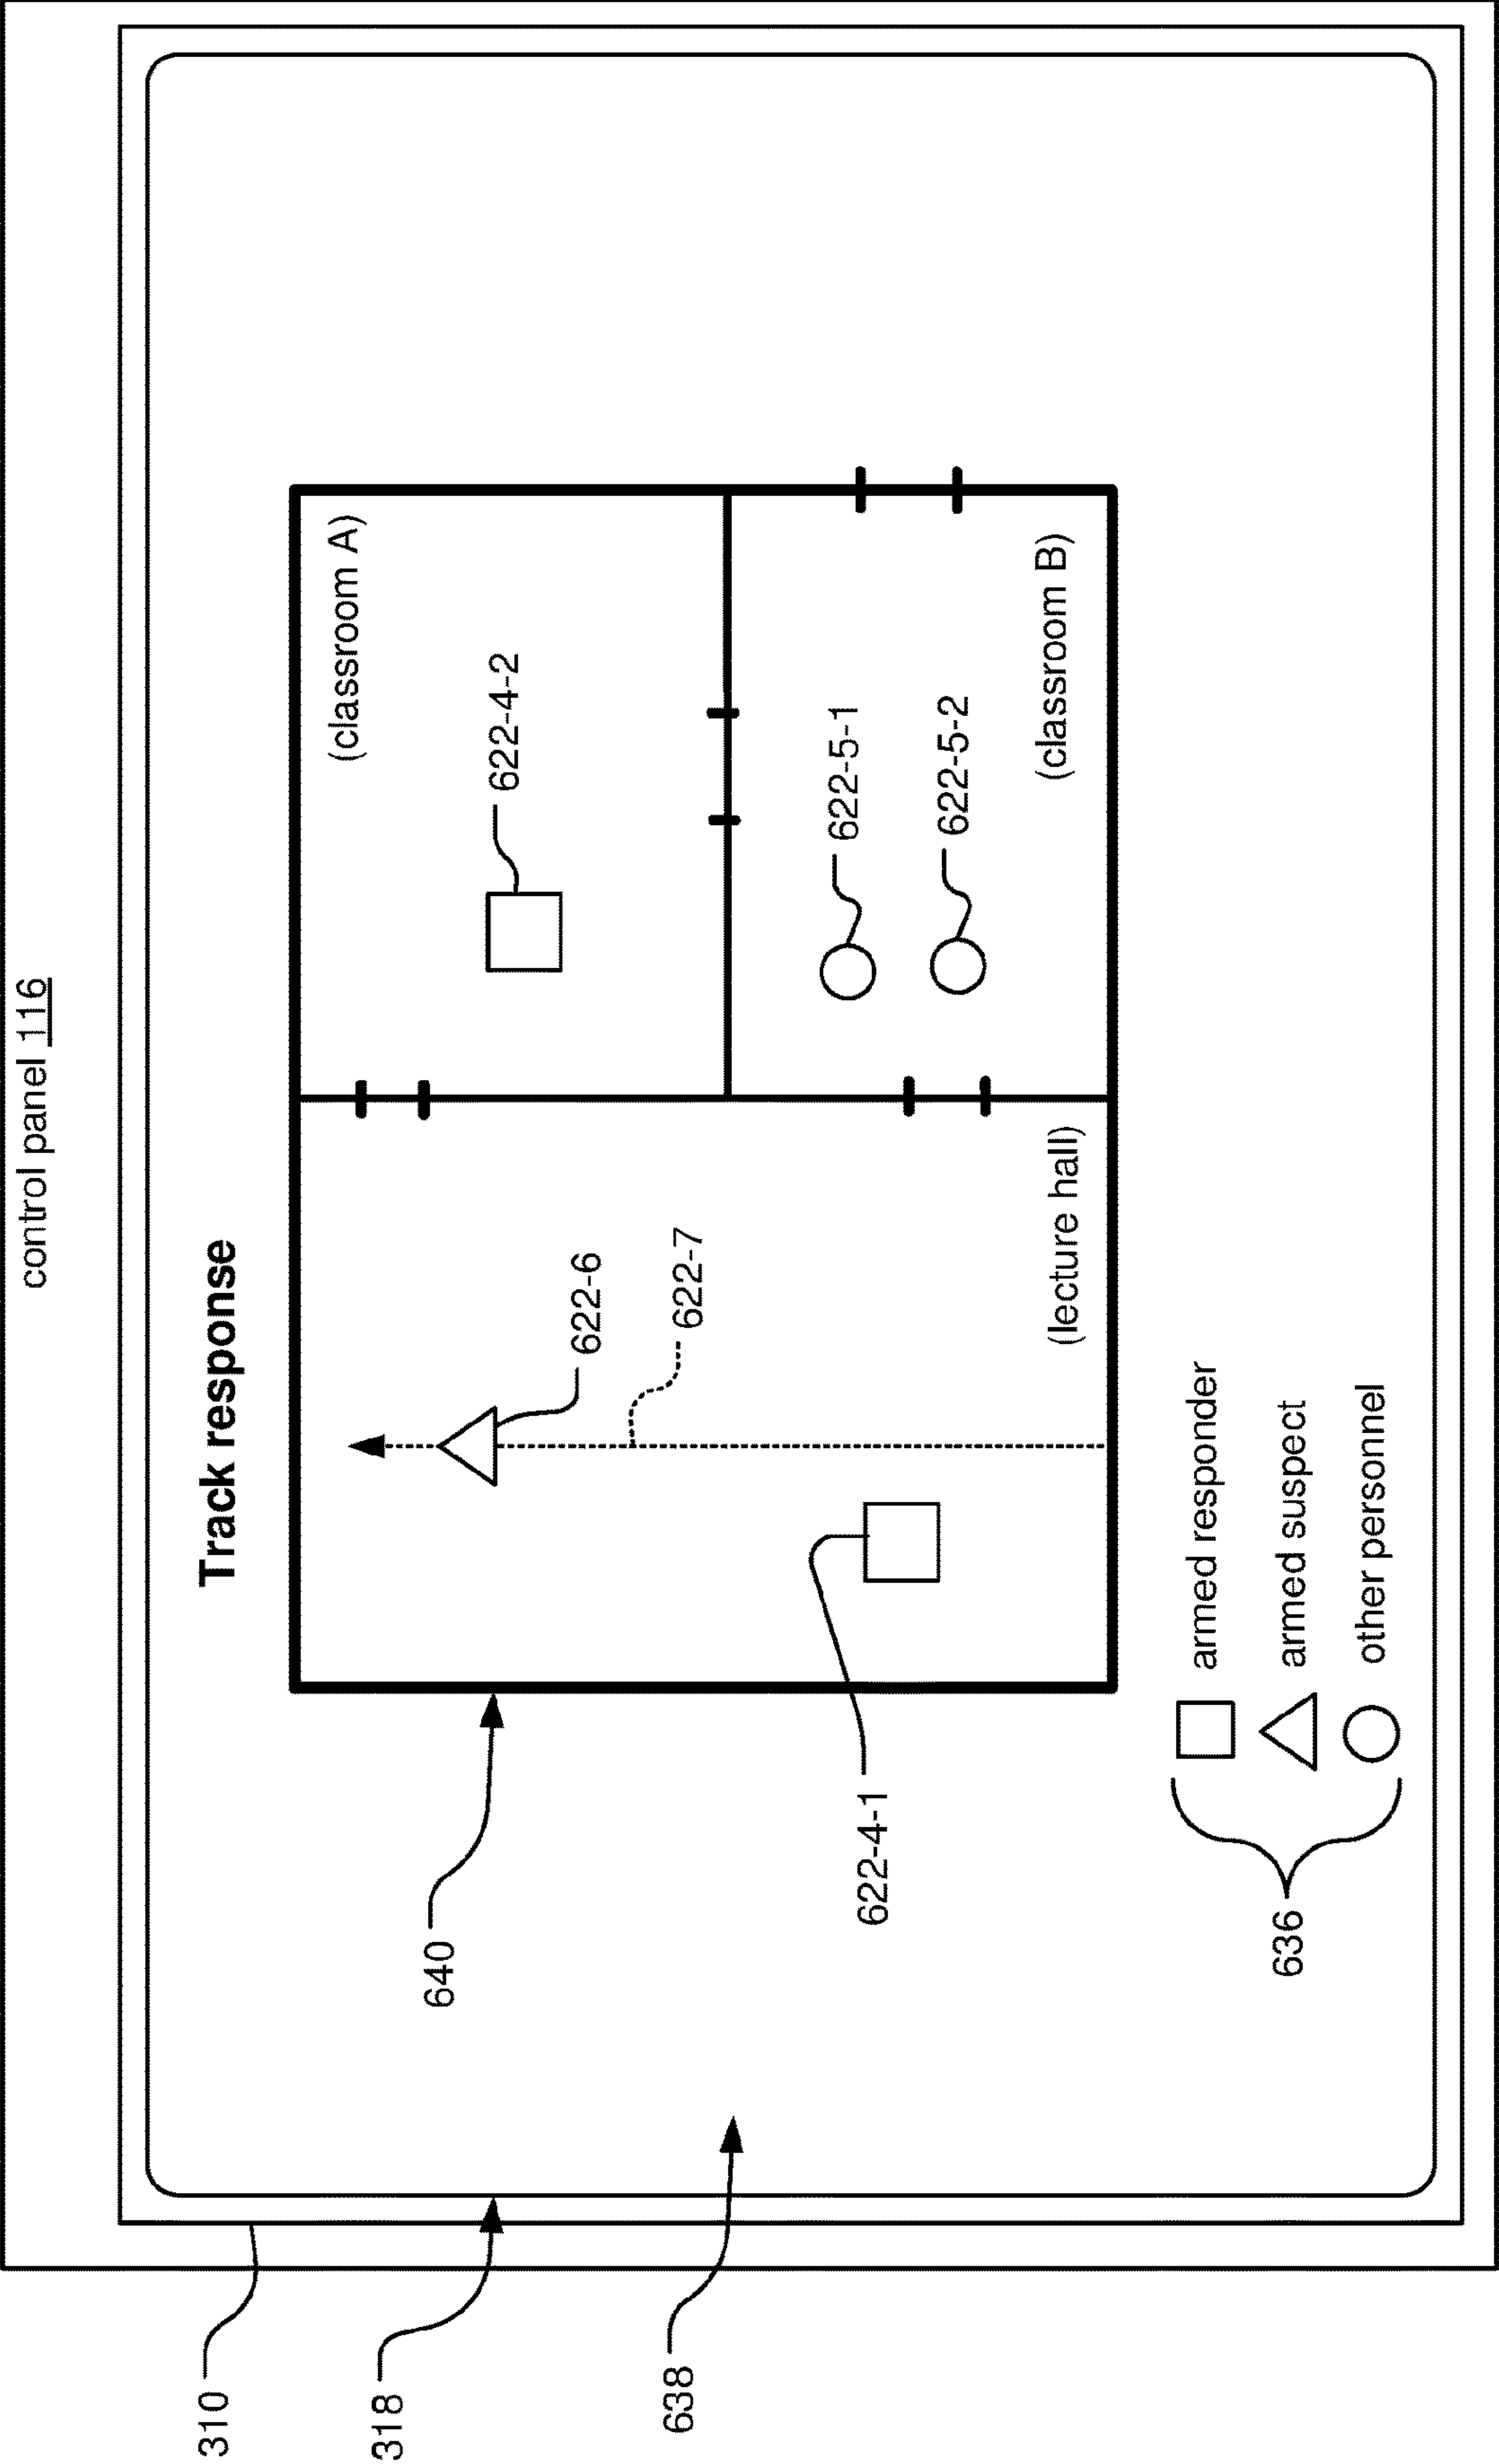 control panel 116
Track response
(classroom A)
622-4-2
622-6
622-7
622-5-1
622-5-2
(lecture hall)
(classroom B)
640
622-4-1
636
armed responder
armed suspect
other personnel
310
318
638